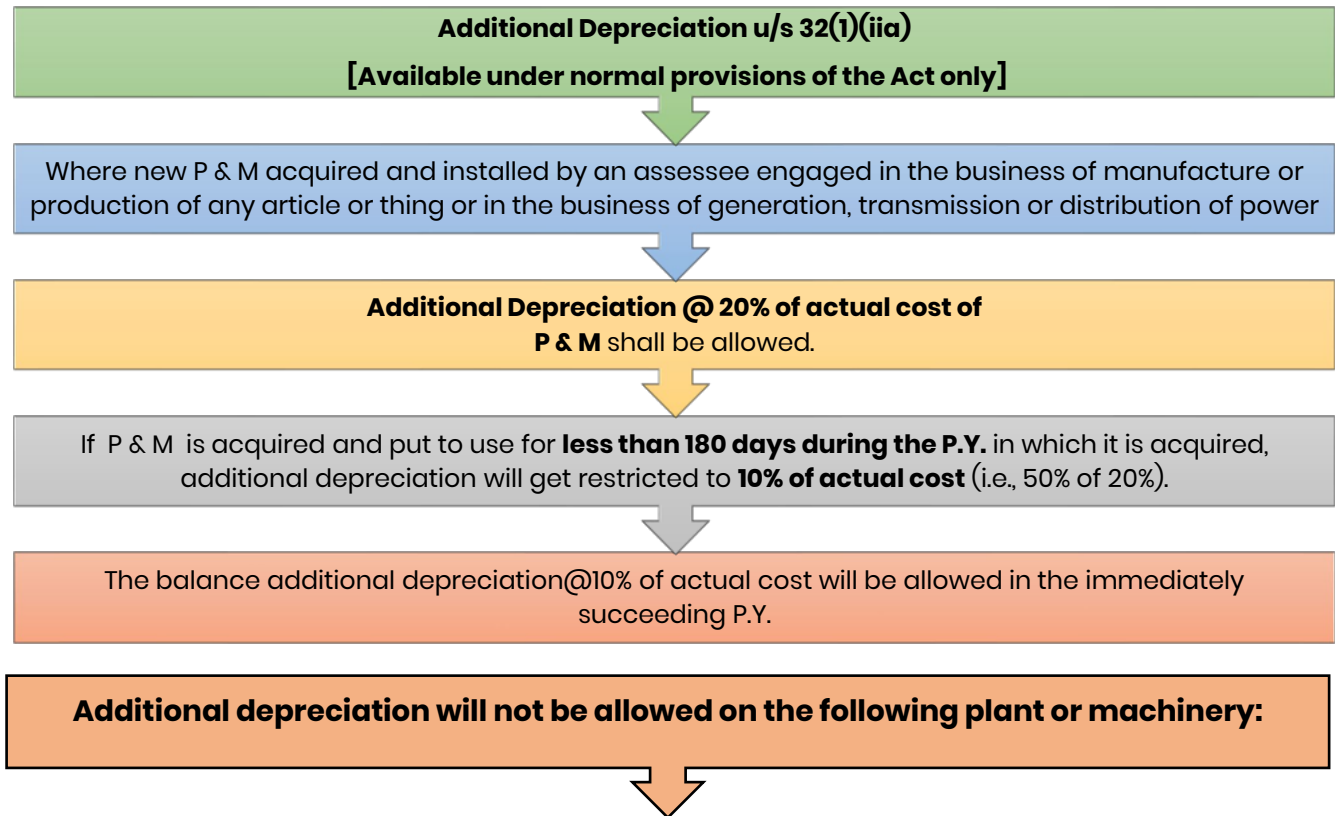 Additional Depreciation u/s 32(1)(iia)
[Available under normal provisions of the Act only]
Where new P & M acquired and installed by an assessee engaged in the business of manufacture or
production of any article or thing or in the business of generation, transmission or distribution of power
Additional Depreciation @ 20% of actual cost of
P & M shall be allowed.
If P & M is acquired and put to use for less than 180 days during the P.Y. in which it is acquired,
additional depreciation will get restricted to 10% of actual cost (i.e., 50% of 20%).
The balance additional depreciation@10% of actual cost will be allowed in the immediately
succeeding P.Y.
Additional depreciation will not be allowed on the following plant or machinery: